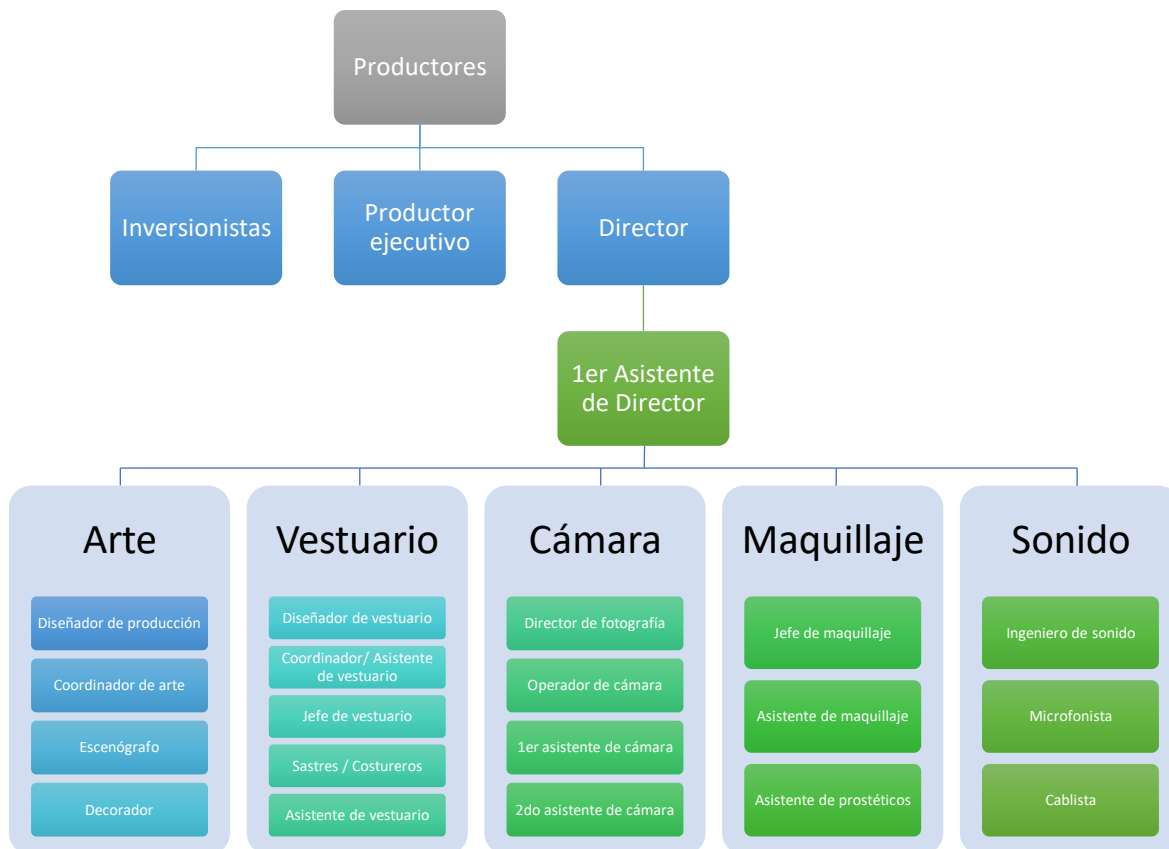 Productores
Inversionistas
Productor
ejecutivo
Director
1er Asistente
de Director
Arte
Diseñador de producción
Coordinador de arte
Escenógrafo
Decorador
Vestuario
Diseñador de vestuario
Coordinador/ Asistente
de vestuario
Jefe de vestuario
Sastres / Costureros
Asistente de vestuario
Cámara
Director de fotografía
Operador de cámara
1er asistente de cámara
2do asistente de cámara
Maquillaje
Jefe de maquillaje
Asistente de maquillaje
Asistente de prostéticos
Sonido
Ingeniero de sonido
Microfonista
Cablista